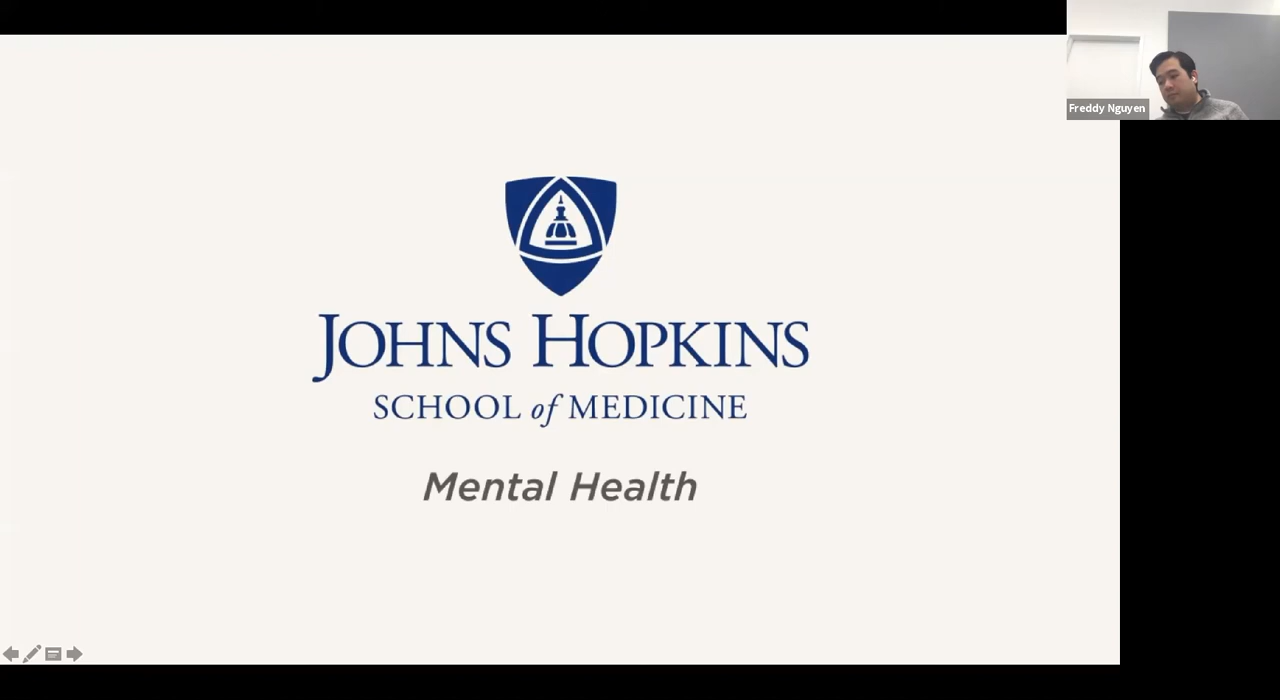 Freddy Nguyen
JOHNS HOPKINS
SCHOOL of MEDICINE
Mental Health